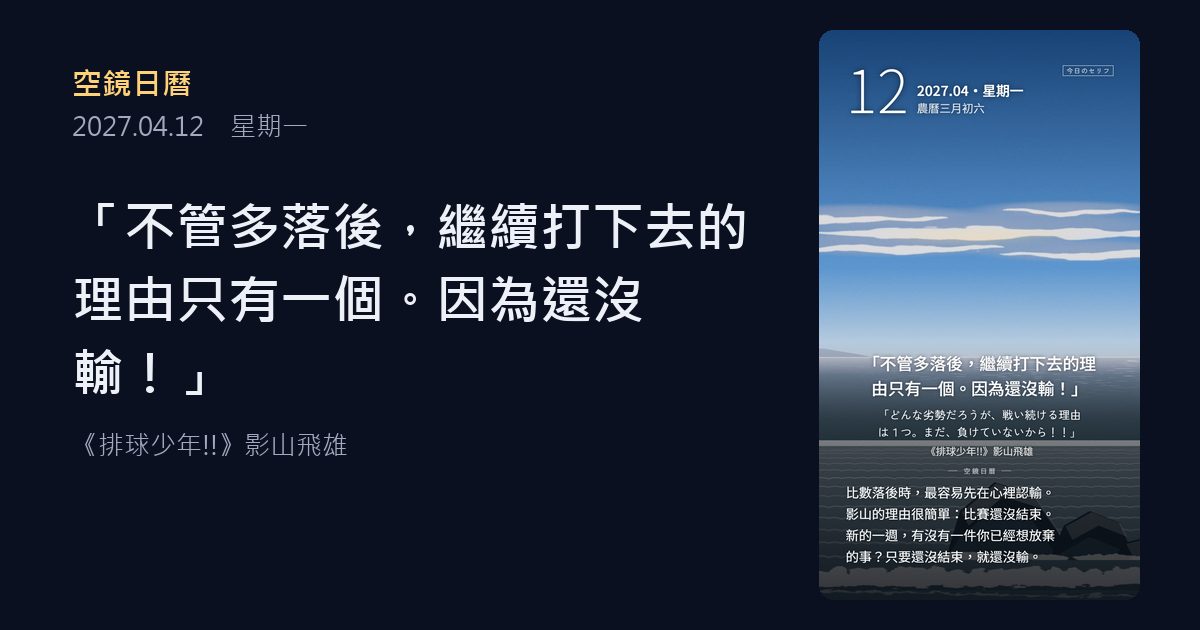 空鏡日曆
2027.04.12 星期一
「不管多落後，繼續打下去的
理由只有一個。因為還沒
輸！」
《排球少年!!》影山飛雄
12
2027.04・星期一
農曆三月初六
今日のセリフ
「不管多落後，繼續打下去的理
由只有一個。因為還沒輸！」
「どんな劣勢だろうが、戦い続ける理由
は１つ。まだ、負けていないから！！」
《排球少年!!》影山飛雄
— 空鏡日曆 —
比數落後時，最容易先在心裡認輸。
影山的理由很簡單：比賽還沒結束。
新的一週，有沒有一件你已經想放棄
的事？只要還沒結束，就還沒輸。